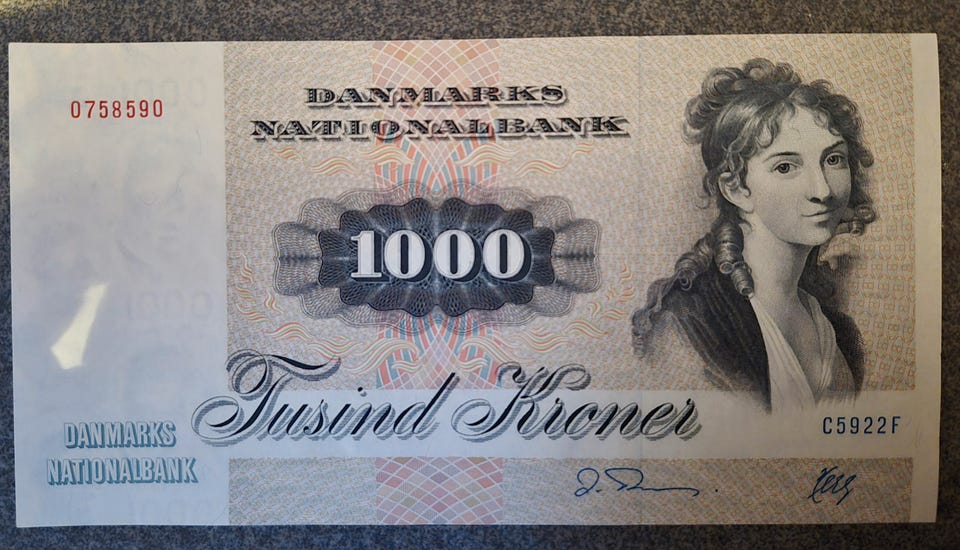 0758590
DANMARKS
NATIONALBANK
1000
Tusind Kroner
C5922F
DANMARKS
NATIONALBANK